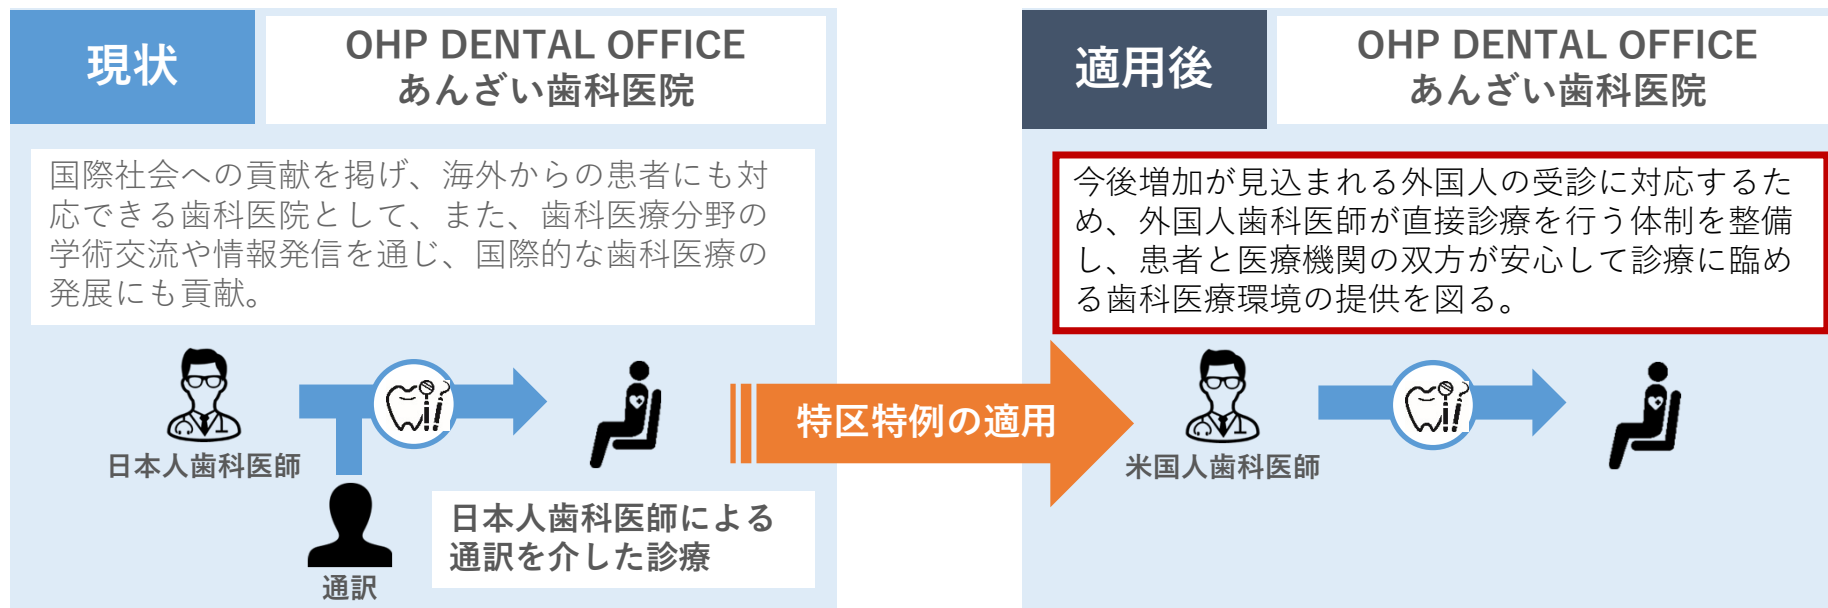 現状
OHP DENTAL OFFICE
あんざい歯科医院
国際社会への貢献を掲げ、海外からの患者にも対
応できる歯科医院として、また、歯科医療分野の
学術交流や情報発信を通じ、国際的な歯科医療の
発展にも貢献。
日本人歯科医師
通訳
日本人歯科医師による
通訳を介した診療
特区特例の適用
適用後
OHP DENTAL OFFICE
あんざい歯科医院
今後増加が見込まれる外国人の受診に対応するた
め、外国人歯科医師が直接診療を行う体制を整備
し、患者と医療機関の双方が安心して診療に臨め
る歯科医療環境の提供を図る。
米国人歯科医師